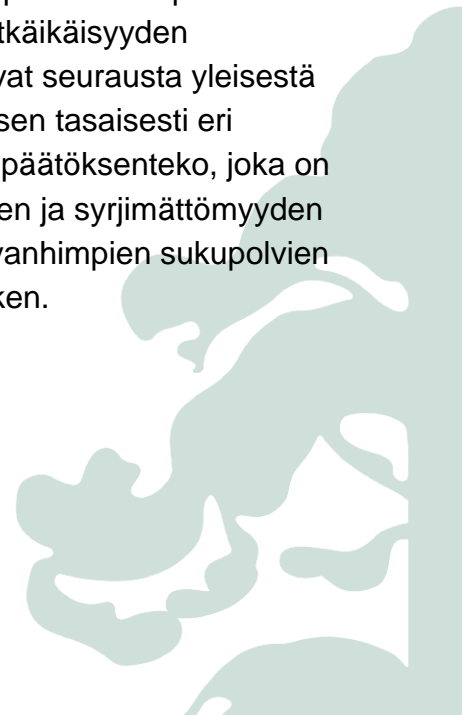 tkäikäisyyden
vat seurausta yleisestä
sen tasaisesti eri
päätöksenteko, joka on
en ja syrjimättömyyden
vanhimpien sukupolvien
ken.